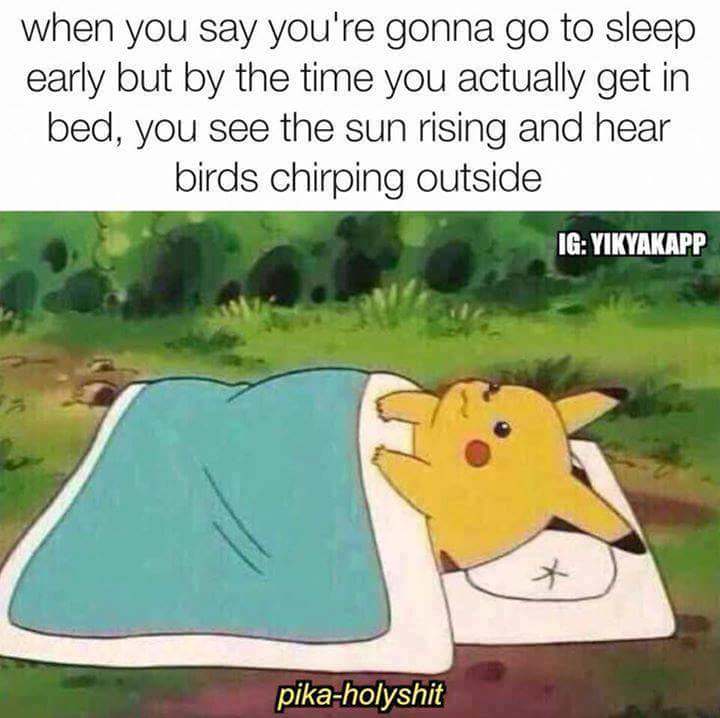 when you say you're gonna go to sleep
early but by the time you actually get in
bed, you see the sun rising and hear
birds chirping outside
IG: YIKYAKAPP
pika-holyshit